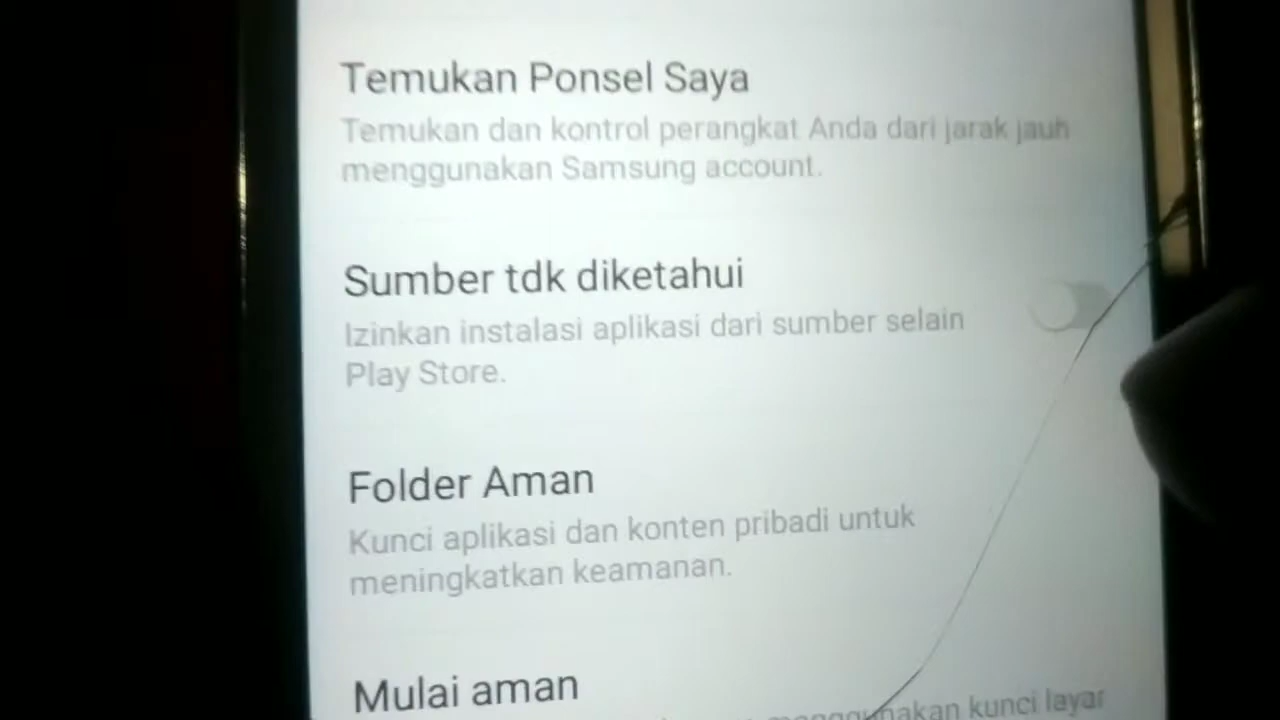 Temukan Ponsel Saya
Temukan dan kontrol perangkat Anda dari jarak jauh
menggunakan Samsung account.
Sumber tdk diketahui
Izinkan instalasi aplikasi dari sumber selain
Play Store.
Folder Aman
Kunci aplikasi dan konten pribadi untuk
meningkatkan keamanan.
Mulai aman
menggunakan kunci layar